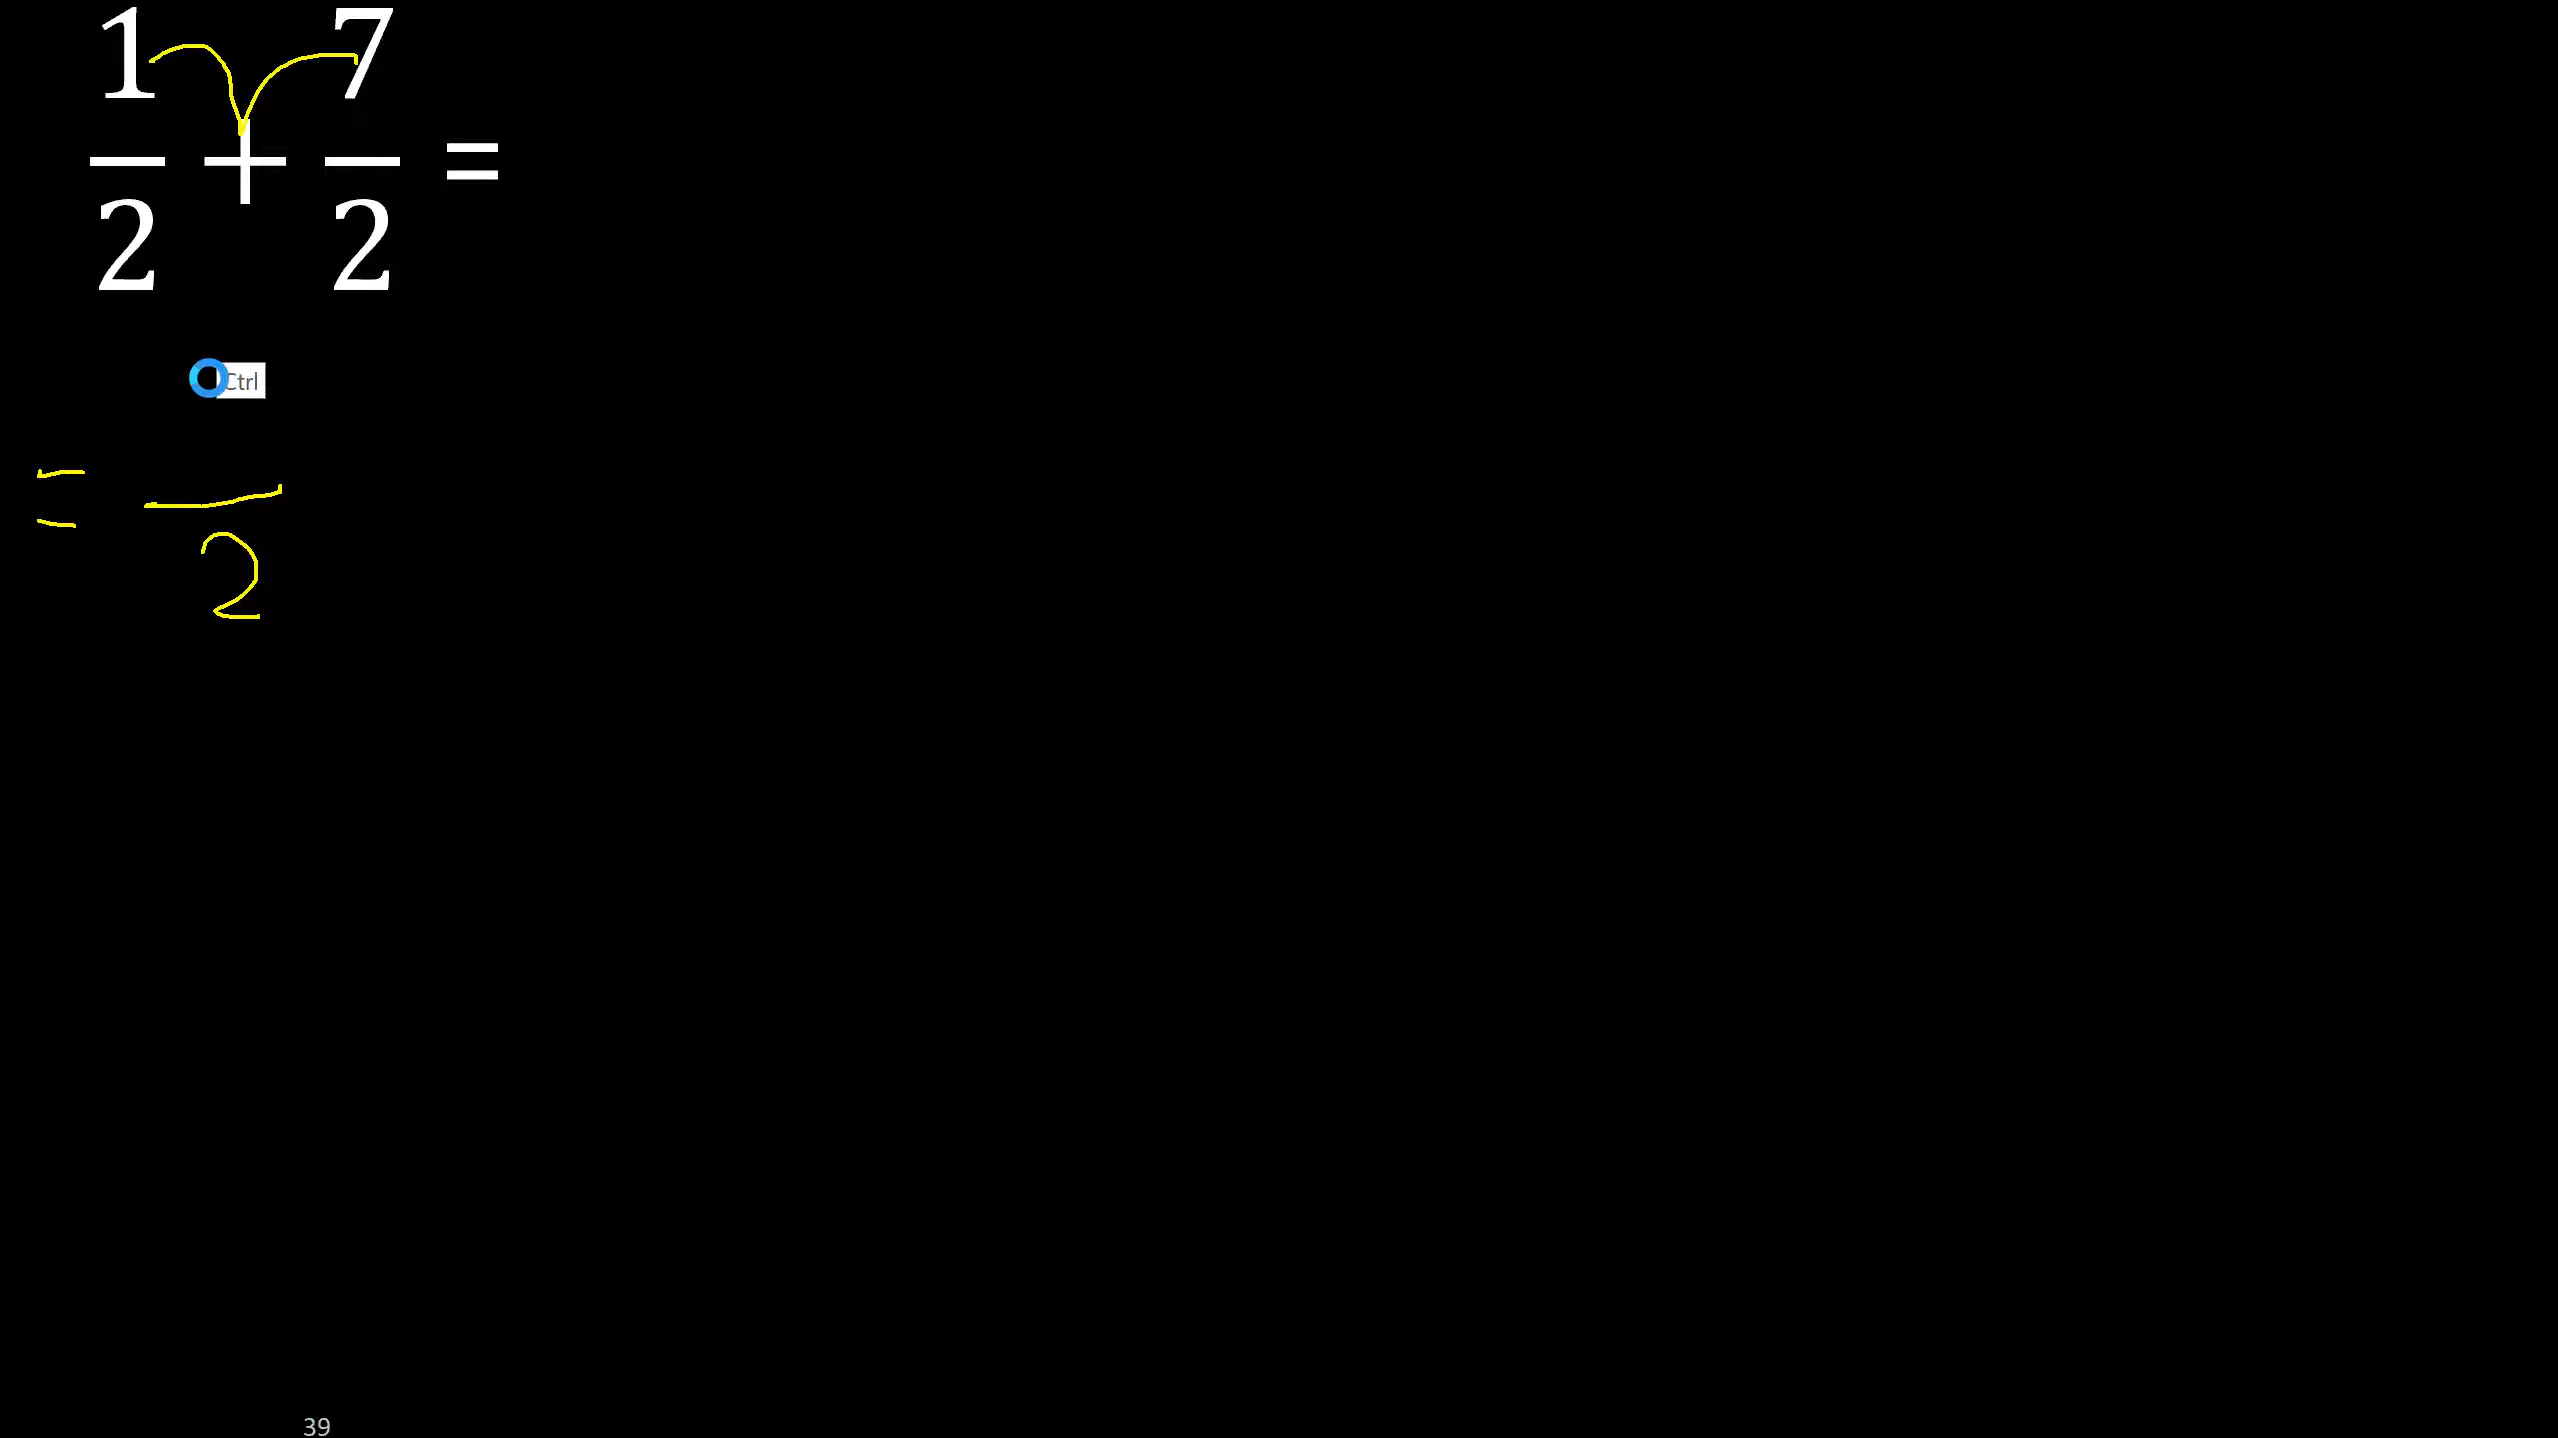 1/2 + 7/2 =
Ctrl
= /2
39